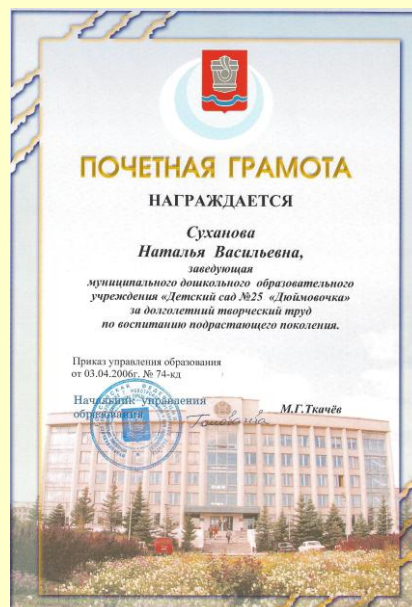 ПОЧЕТНАЯ ГРАМОТА
НАГРАЖДАЕТСЯ
Суханова
Наталья Васильевна,
заведующая
муниципального дошкольного образовательного
учреждения «Детский сад №25 «Дюймовочка»
за долголетний творческий труд
по воспитанию подрастающего поколения.
Приказ управления образования
от 03.04.2006г. № 74-кд
Начальник управления
образования
М.Г.Ткачёв